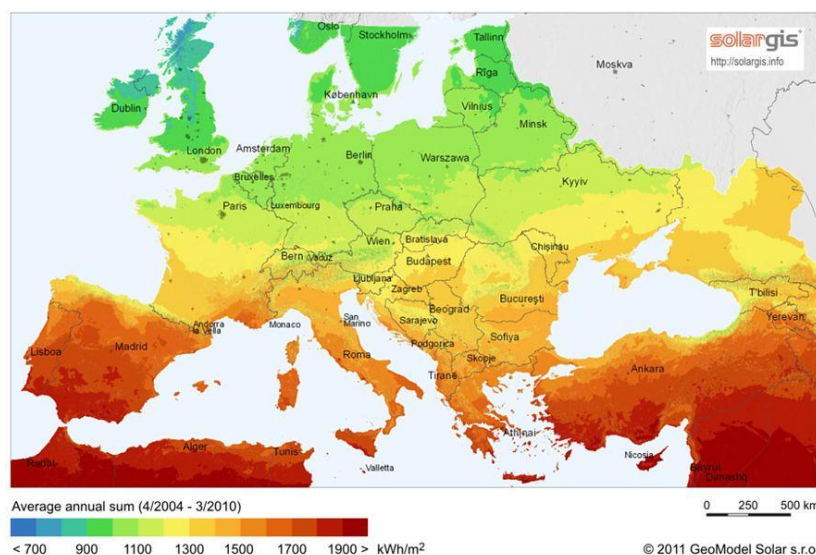 Oslo
Stockholm
Tallinn
solargis
http://solargis.info
Moskva
Rīga
København
Dublin
Vilnius
Minsk
London
Amsterdam
Berlin
Warszawa
Bruxelles
Kyyiv
Paris
Luxembourg
Praha
Wien
Bratislava
Chişinău
Bern
Vaduz
Budapest
Ljubljana
Zagreb
T'bilisi
Beograd
Bucureşti
Yerevan
San
Marino
Sarajevo
Andorra
la Vella
Monaco
Podgorica
Sofiya
Lisboa
Madrid
Roma
Skopje
Ankara
Tiranë
Athínai
Alger
Tunis
Nicosia
Rabat
Valletta
Bayrut
Dimashq
Average annual sum (4/2004 - 3/2010)
0 250 500 km
< 700 900 1100 1300 1500 1700 1900 > kWh/m²
© 2011 GeoModel Solar s.r.o